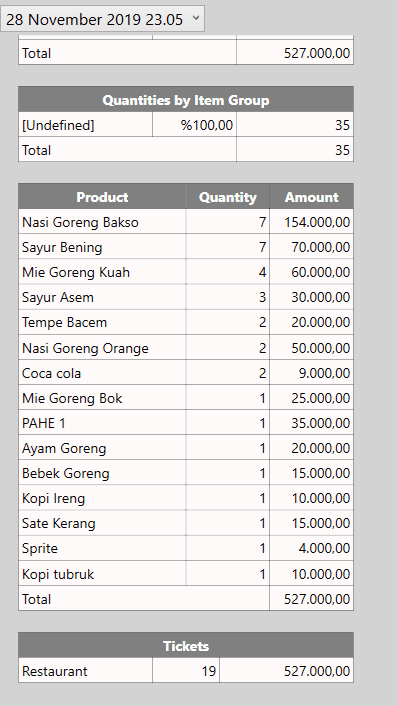 28 November 2019 23.05
Total 527.000,00
Quantities by Item Group
[Undefined] %100,00 35
Total 35
Product Quantity Amount
Nasi Goreng Bakso 7 154.000,00
Sayur Bening 7 70.000,00
Mie Goreng Kuah 4 60.000,00
Sayur Asem 3 30.000,00
Tempe Bacem 2 20.000,00
Nasi Goreng Orange 2 50.000,00
Coca cola 2 9.000,00
Mie Goreng Bok 1 25.000,00
PAHE 1 1 35.000,00
Ayam Goreng 1 20.000,00
Bebek Goreng 1 15.000,00
Kopi Ireng 1 10.000,00
Sate Kerang 1 15.000,00
Sprite 1 4.000,00
Kopi tubruk 1 10.000,00
Total 527.000,00
Tickets
Restaurant 19 527.000,00